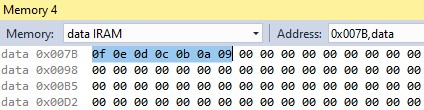 Memory 4
Memory: data IRAM Address: 0x007B,data
data 0x007B 0f 0e 0d 0c 0b 0a 09 00 00 00 00 00 00 00 00 00
data 0x0098 00 00 00 00 00 00 00 00 00 00 00 00 00 00 00 00
data 0x00B5 00 00 00 00 00 00 00 00 00 00 00 00 00 00 00 00
data 0x00D2 00 00 00 00 00 00 00 00 00 00 00 00 00 00 00 00